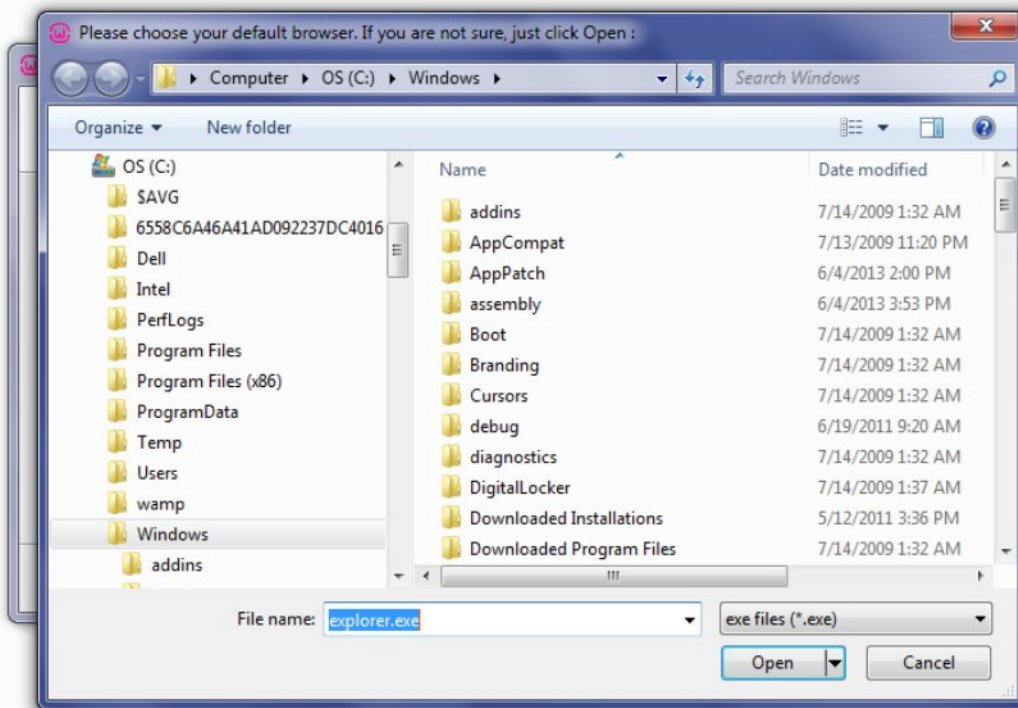 Please choose your default browser. If you are not sure, just click Open :
Computer OS (C:) Windows
Search Windows
Organize New folder
OS (C:)
$AVG
6558C6A46A41AD092237DC4016
Dell
Intel
PerfLogs
Program Files
Program Files (x86)
ProgramData
Temp
Users
wamp
Windows
addins
Name Date modified
addins 7/14/2009 1:32 AM
AppCompat 7/13/2009 11:20 PM
AppPatch 6/4/2013 2:00 PM
assembly 6/4/2013 3:53 PM
Boot 7/14/2009 1:32 AM
Branding 7/14/2009 1:32 AM
Cursors 7/14/2009 1:32 AM
debug 6/19/2011 9:20 AM
diagnostics 7/14/2009 1:32 AM
DigitalLocker 7/14/2009 1:37 AM
Downloaded Installations 5/12/2011 3:36 PM
Downloaded Program Files 7/14/2009 1:32 AM
File name: explorer.exe exe files (*.exe)
Open Cancel